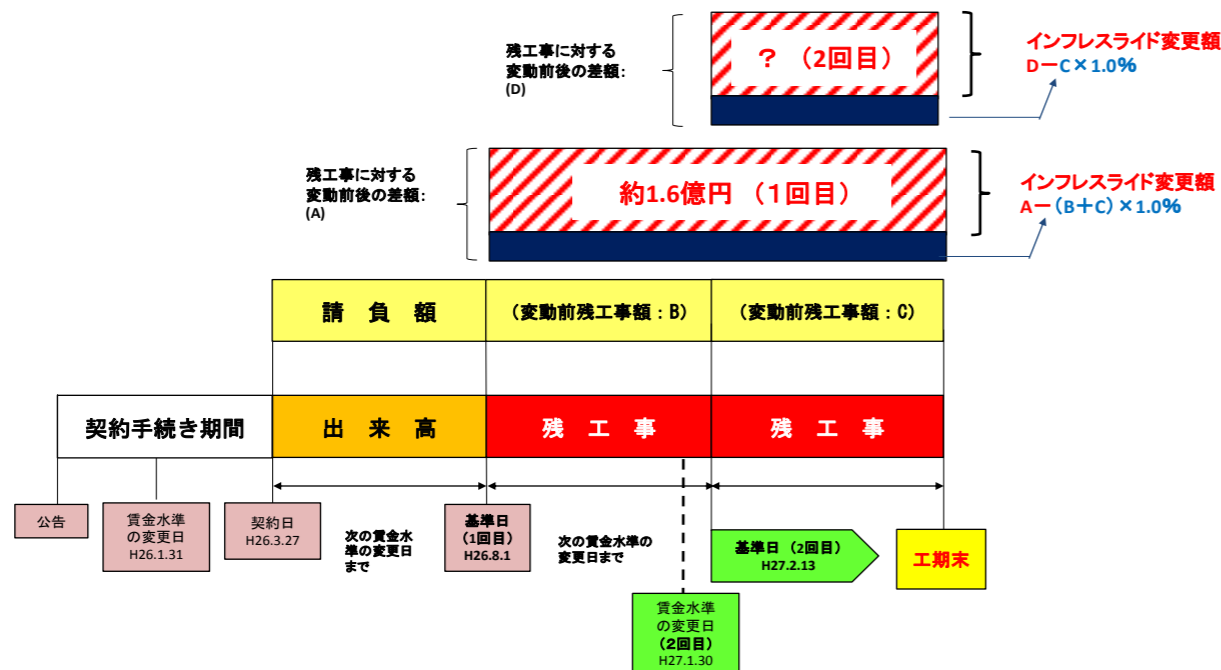 残工事に対する
変動前後の差額：
(D)
？ （2回目）
インフレスライド変更額
D－C×1.0%
残工事に対する
変動前後の差額：
(A)
約1.6億円 （１回目）
インフレスライド変更額
A－（B＋C）×1.0%
請 負 額
（変動前残工事額：B）
（変動前残工事額：C）
契約手続き期間
出 来 高
残 工 事
残 工 事
公告
賃金水準
の変更日
H26.1.31
契約日
H26.3.27
次の賃金水
準の変更日
まで
基準日
(1回目)
H26.8.1
次の賃金水準の
変更日まで
基準日 （2回目）
H27.2.13
工期末
賃金水準
の変更日
(2回目)
H27.1.30